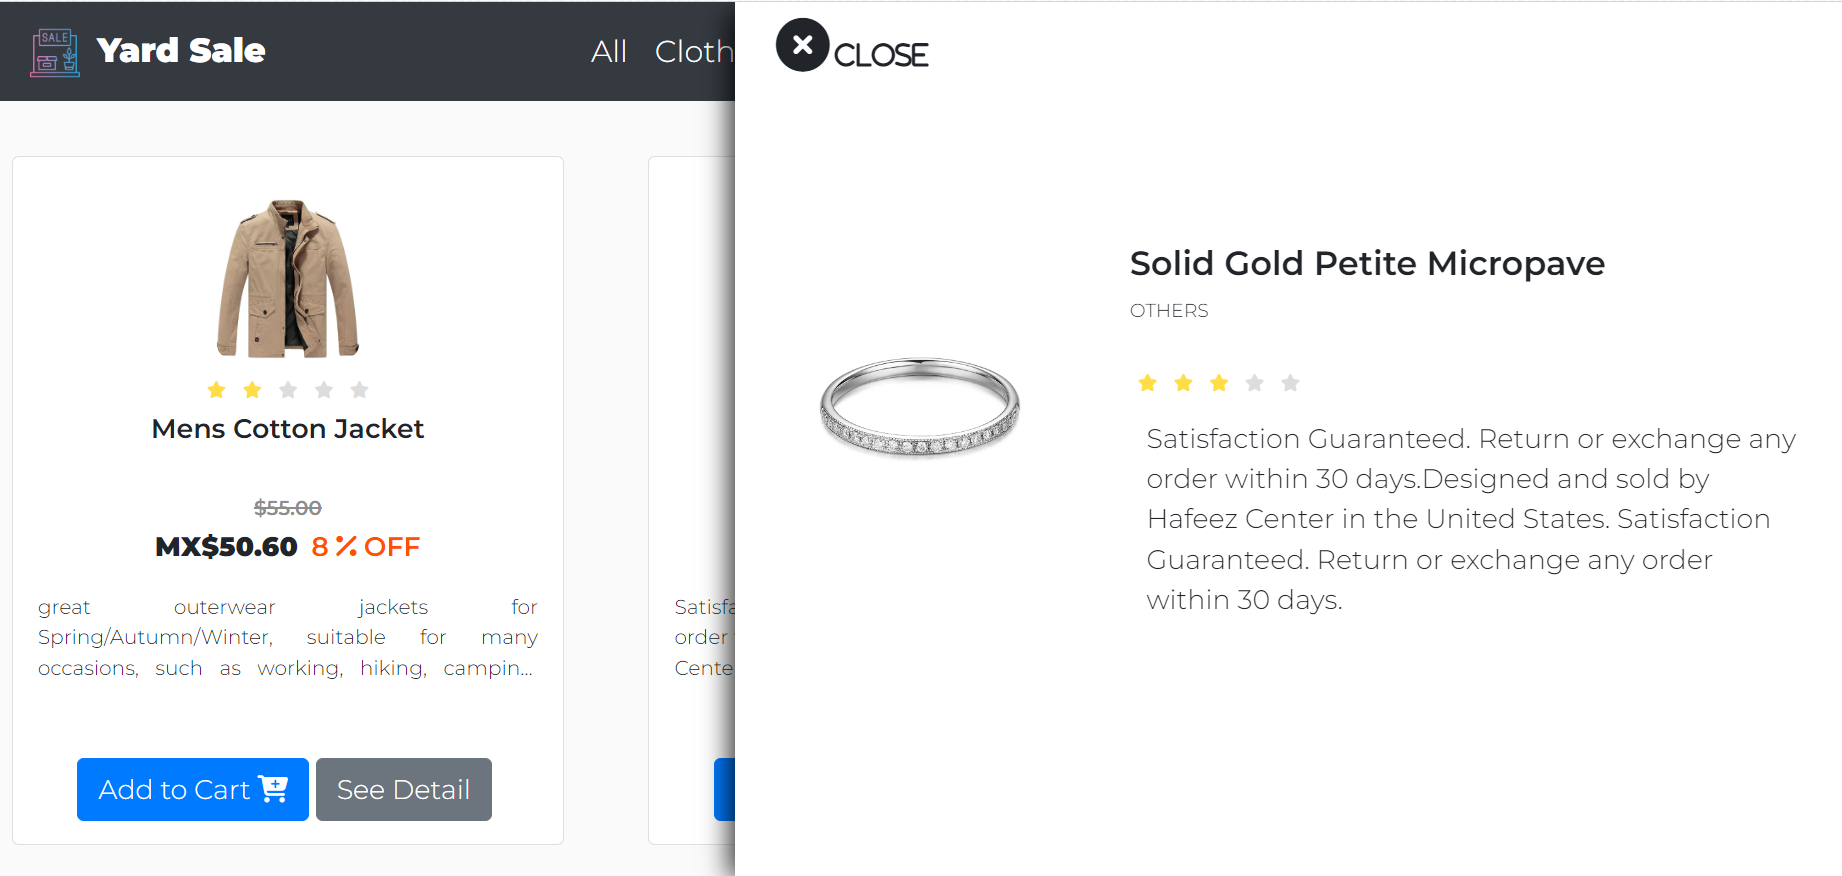 SALE
Yard Sale
All Cloth
Mens Cotton Jacket
$55.00
MX$50.60 8 % OFF
great outerwear jackets for
Spring/Autumn/Winter, suitable for many
occasions, such as working, hiking, campin...
Add to Cart
See Detail
Satisfa
order
Cente
CLOSE
Solid Gold Petite Micropave
OTHERS
Satisfaction Guaranteed. Return or exchange any
order within 30 days.Designed and sold by
Hafeez Center in the United States. Satisfaction
Guaranteed. Return or exchange any order
within 30 days.